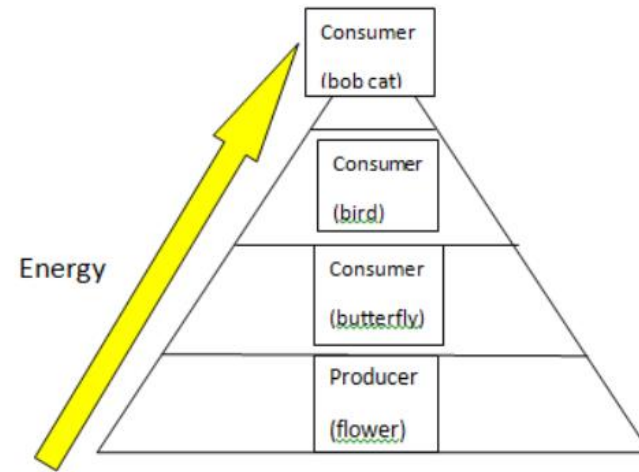 Consumer
(bob cat)
Consumer
(bird)
Energy
Consumer
(butterfly)
Producer
(flower)